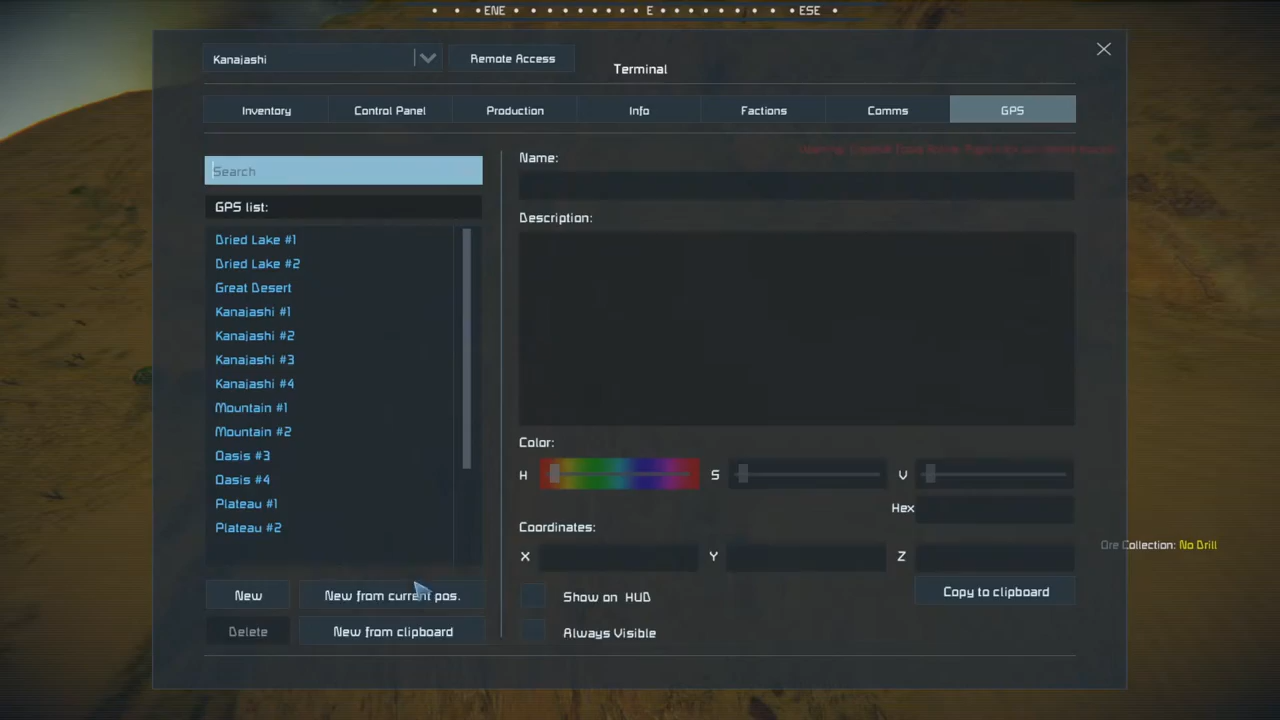 ENE E ESE
Kanajashi
Remote Access
Terminal
Inventory Control Panel Production Info Factions Comms GPS
Search
GPS list:
Dried Lake #1
Dried Lake #2
Great Desert
Kanajashi #1
Kanajashi #2
Kanajashi #3
Kanajashi #4
Mountain #1
Mountain #2
Oasis #3
Oasis #4
Plateau #1
Plateau #2
New
New from current pos.
Delete
New from clipboard
Name:
Description:
Color:
H S V
Hex
Coordinates:
X Y Z
Show on HUD
Copy to clipboard
Always Visible
Ore Collection: No Drill